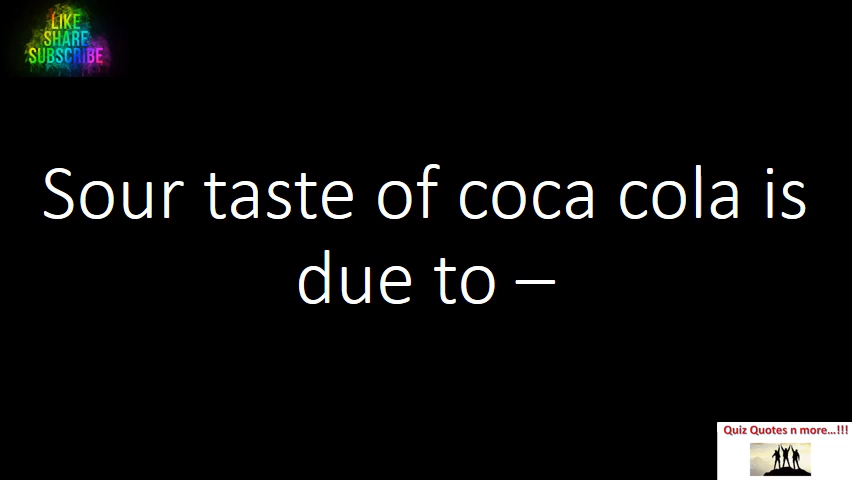 LIKE
SHARE
SUBSCRIBE
Sour taste of coca cola is
due to –
Quiz Quotes n more...!!!